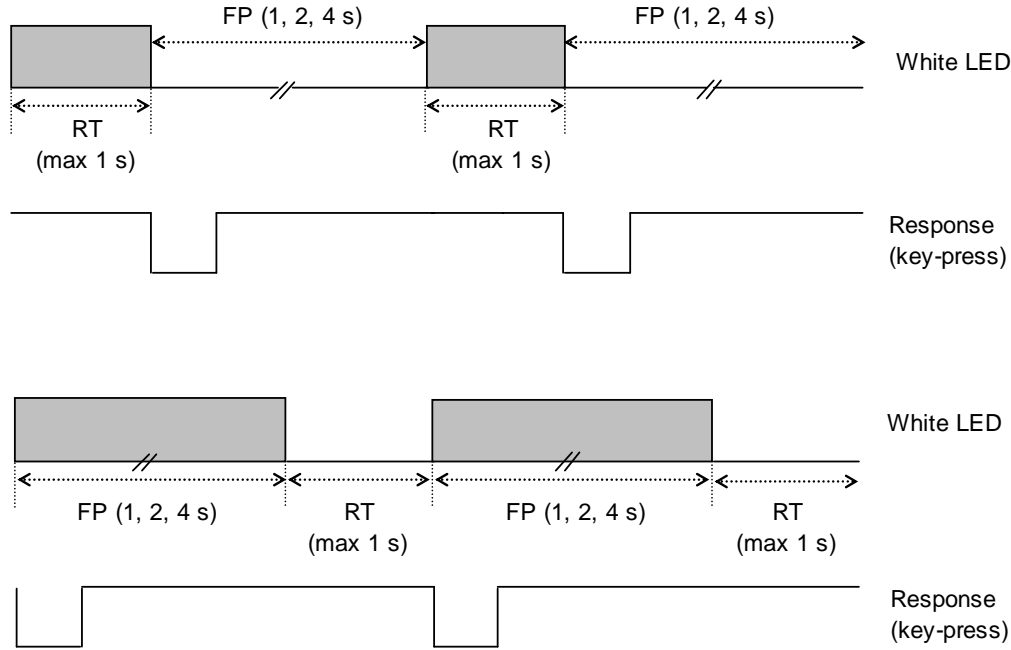 FP (1, 2, 4 s)
FP (1, 2, 4 s)
White LED
RT
(max 1 s)
RT
(max 1 s)
Response
(key-press)
White LED
FP (1, 2, 4 s)
RT
(max 1 s)
FP (1, 2, 4 s)
RT
(max 1 s)
Response
(key-press)